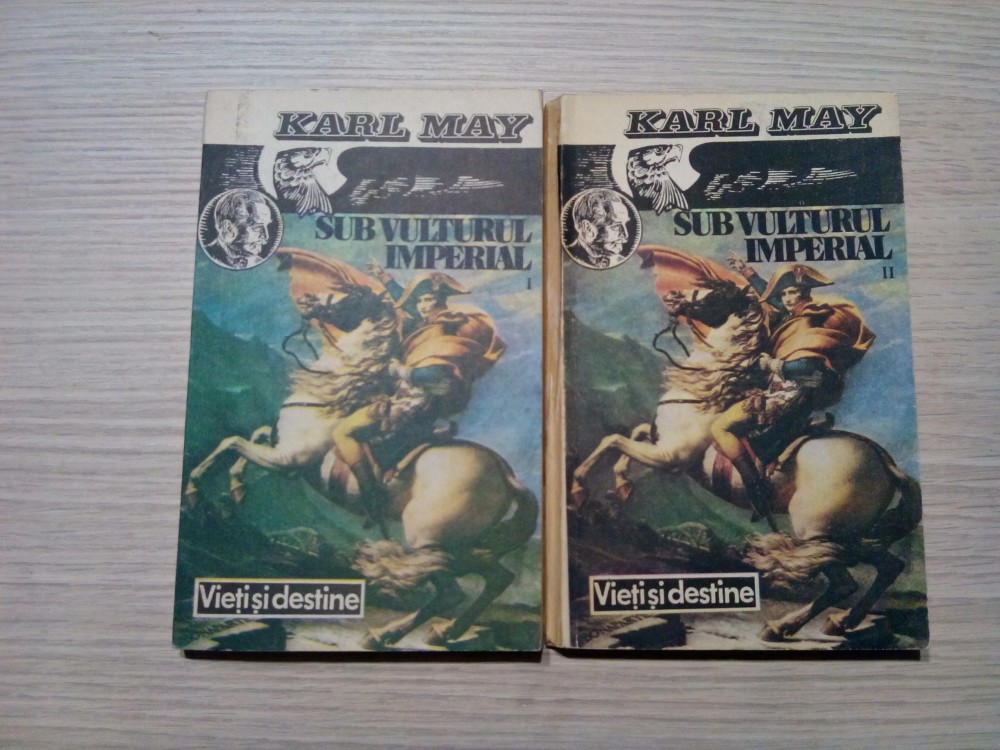 KARL MAY
SUB VULTURUL
IMPERIAL
I
Vieți și destine
KARL MAY
SUB VULTURUL
IMPERIAL
II
Vieți și destine